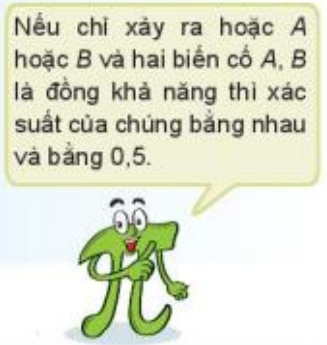 Nếu chỉ xảy ra hoặc A
hoặc B và hai biến cố A, B
là đồng khả năng thì xác
suất của chúng bằng nhau
và bằng 0,5.